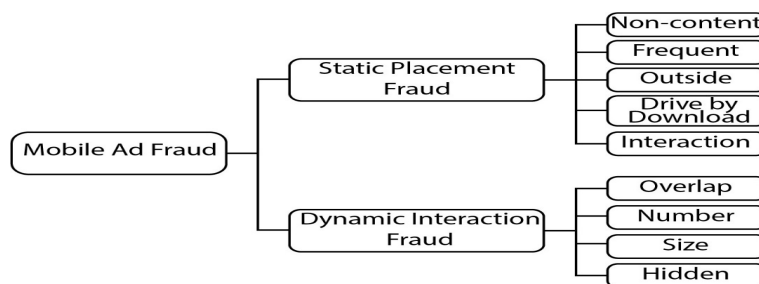 Mobile Ad Fraud
Static Placement
Fraud
Non-content
Frequent
Outside
Drive by
Download
Interaction
Dynamic Interaction
Fraud
Overlap
Number
Size
Hidden